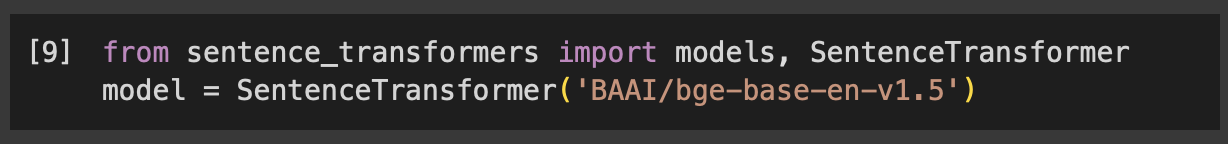 [9] from sentence_transformers import models, SentenceTransformer
model = SentenceTransformer('BAAI/bge-base-en-v1.5')